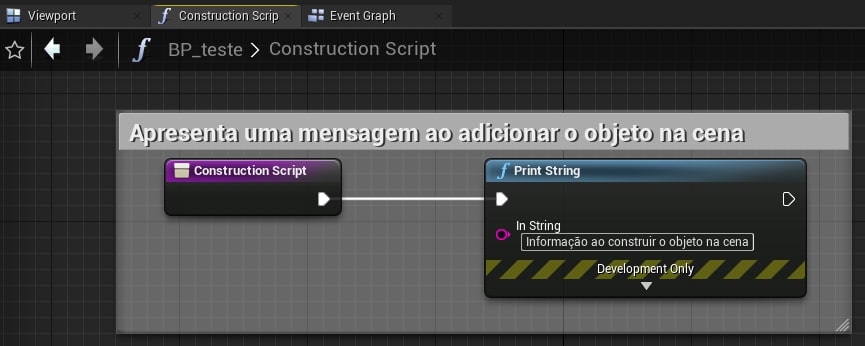 Viewport
Construction Scrip
Event Graph
BP_teste > Construction Script
Apresenta uma mensagem ao adicionar o objeto na cena
Construction Script
Print String
In String
Informação ao construir o objeto na cena
Development Only